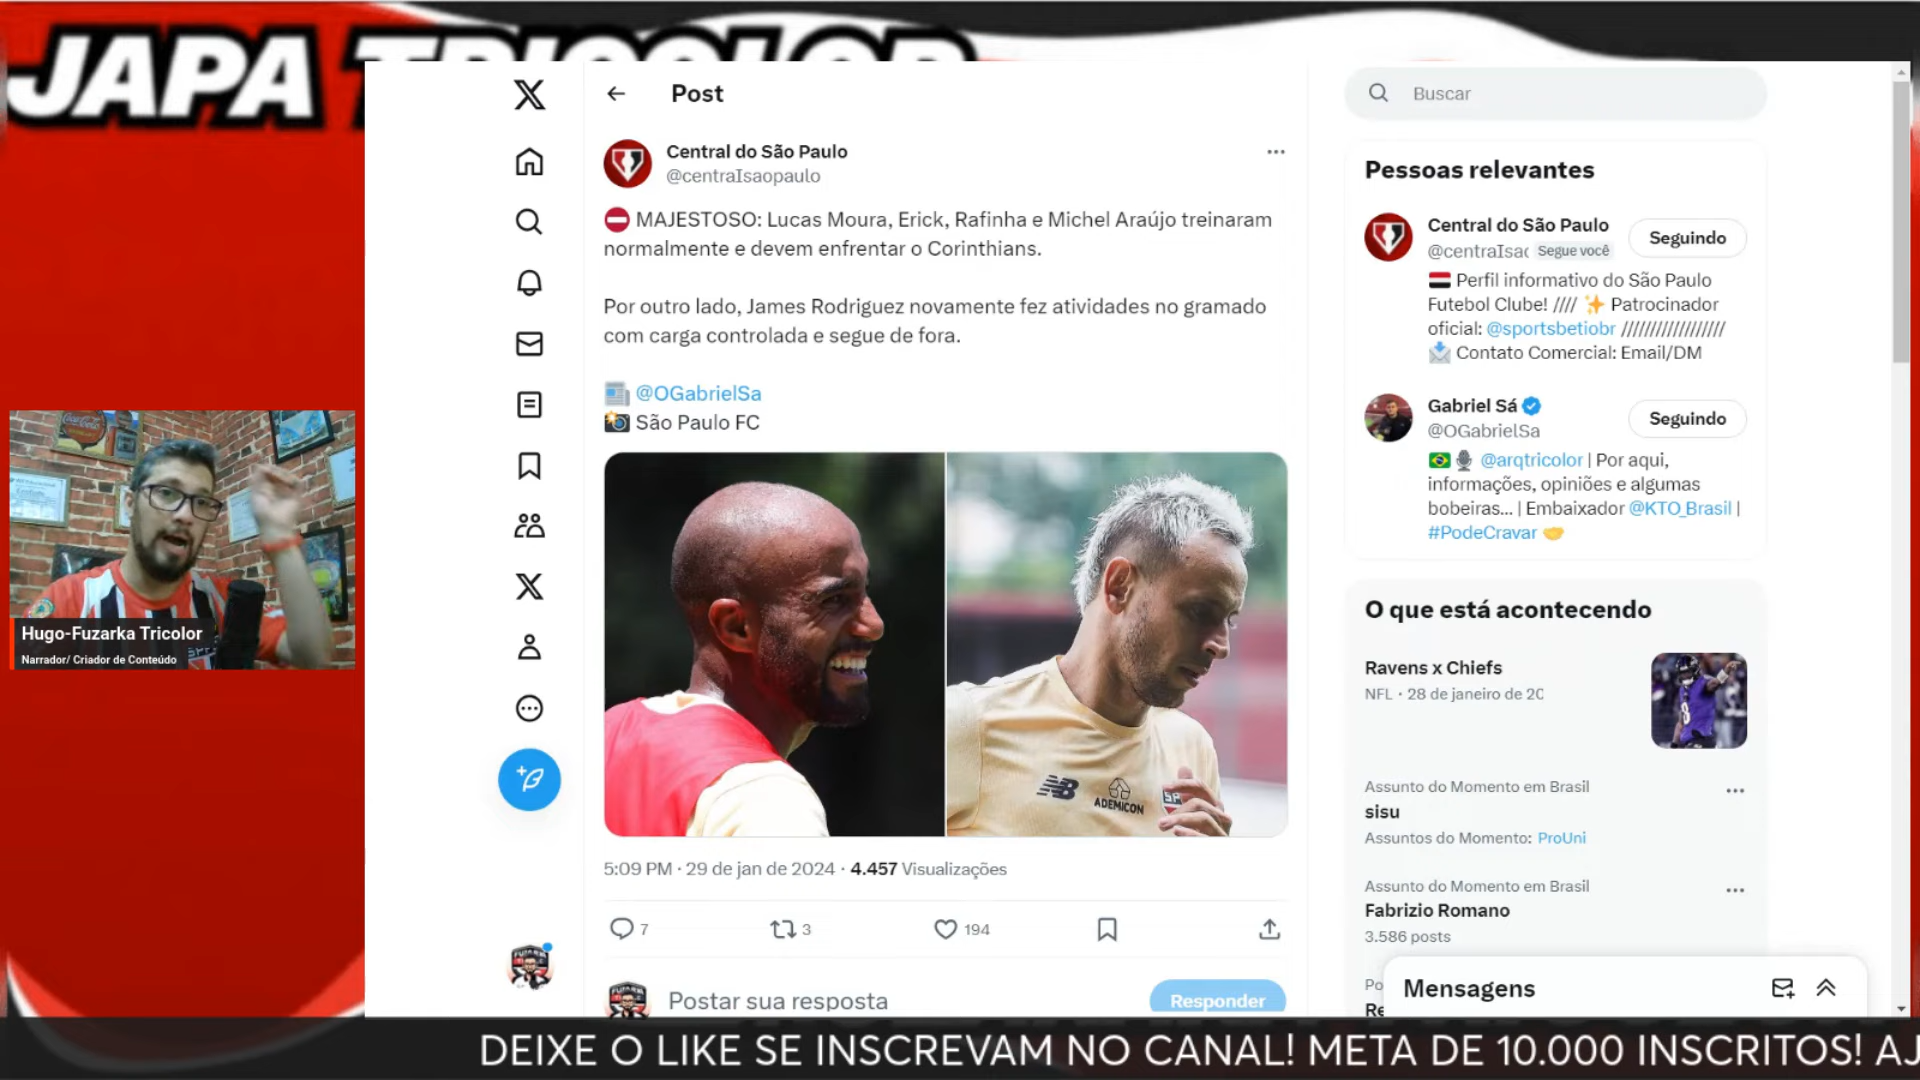 JAPA TRICOLOR
Post
Buscar
Central do São Paulo
@centraIsaopaulo
MAJESTOSO: Lucas Moura, Erick, Rafinha e Michel Araújo treinaram
normalmente e devem enfrentar o Corinthians.
Por outro lado, James Rodriguez novamente fez atividades no gramado
com carga controlada e segue de fora.
@OGabrielSa
São Paulo FC
ADEMICON
5:09 PM · 29 de jan de 2024 · 4.457 Visualizações
7
3
194
Postar sua resposta
Responder
Pessoas relevantes
Central do São Paulo
@centraIsac
Segue você
Seguindo
Perfil informativo do São Paulo
Futebol Clube! //// ✨ Patrocinador
oficial: @sportsbetiobr /////////////////
Contato Comercial: Email/DM
Gabriel Sá
@OGabrielSa
Seguindo
@arqtricolor | Por aqui,
informações, opiniões e algumas
bobeiras... | Embaixador @KTO_Brasil |
#PodeCravar
O que está acontecendo
Ravens x Chiefs
NFL · 28 de janeiro de 20
Assunto do Momento em Brasil
sisu
Assuntos do Momento: ProUni
Assunto do Momento em Brasil
Fabrizio Romano
3.586 posts
Po
Re
Mensagens
Hugo-Fuzarka Tricolor
Narrador/ Criador de Conteúdo
DEIXE O LIKE SE INSCREVAM NO CANAL! META DE 10.000 INSCRITOS! AJ